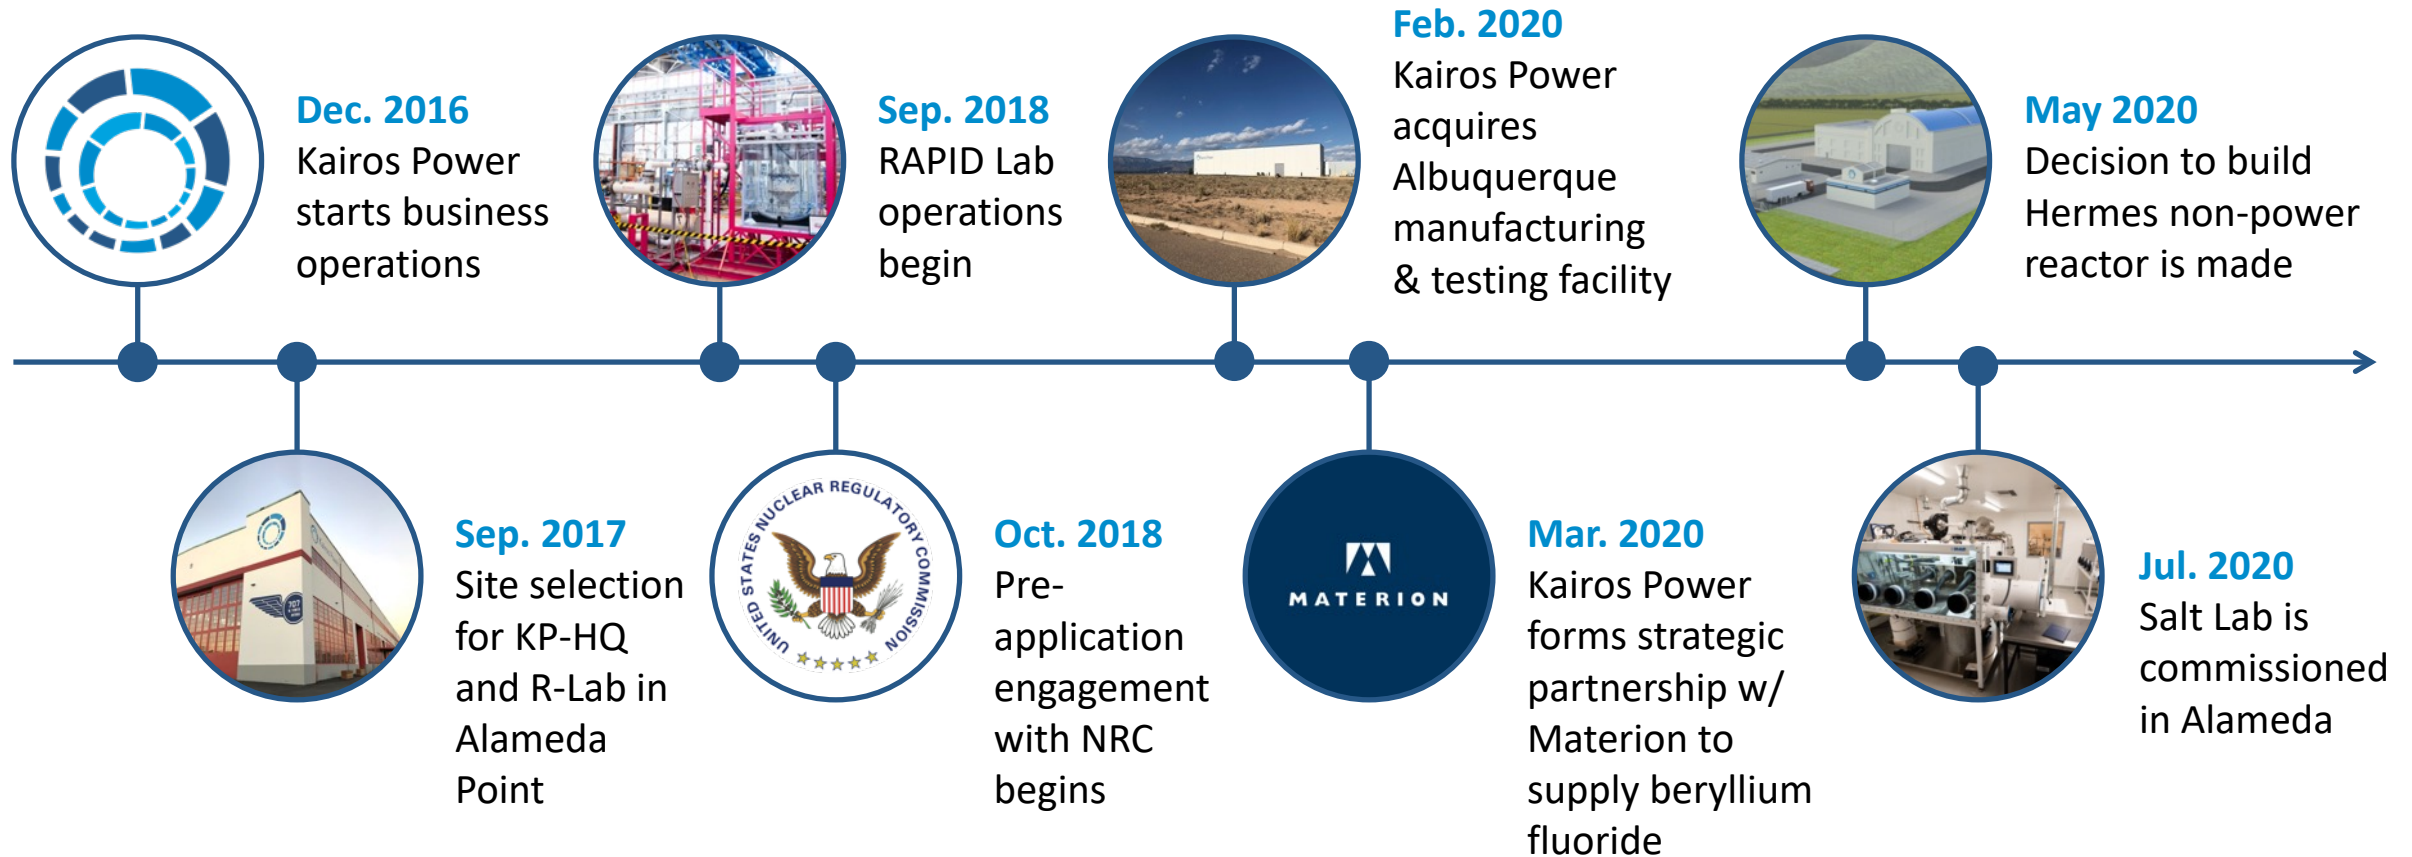 Dec. 2016
Kairos Power
starts business
operations
Sep. 2017
Site selection
for KP-HQ
and R-Lab in
Alameda
Point
Sep. 2018
RAPID Lab
operations
begin
UNITED STATES NUCLEAR REGULATORY COMMISSION
Oct. 2018
Pre-
application
engagement
with NRC
begins
Feb. 2020
Kairos Power
acquires
Albuquerque
manufacturing
& testing facility
MATERION
Mar. 2020
Kairos Power
forms strategic
partnership w/
Materion to
supply beryllium
fluoride
May 2020
Decision to build
Hermes non-power
reactor is made
Jul. 2020
Salt Lab is
commissioned
in Alameda